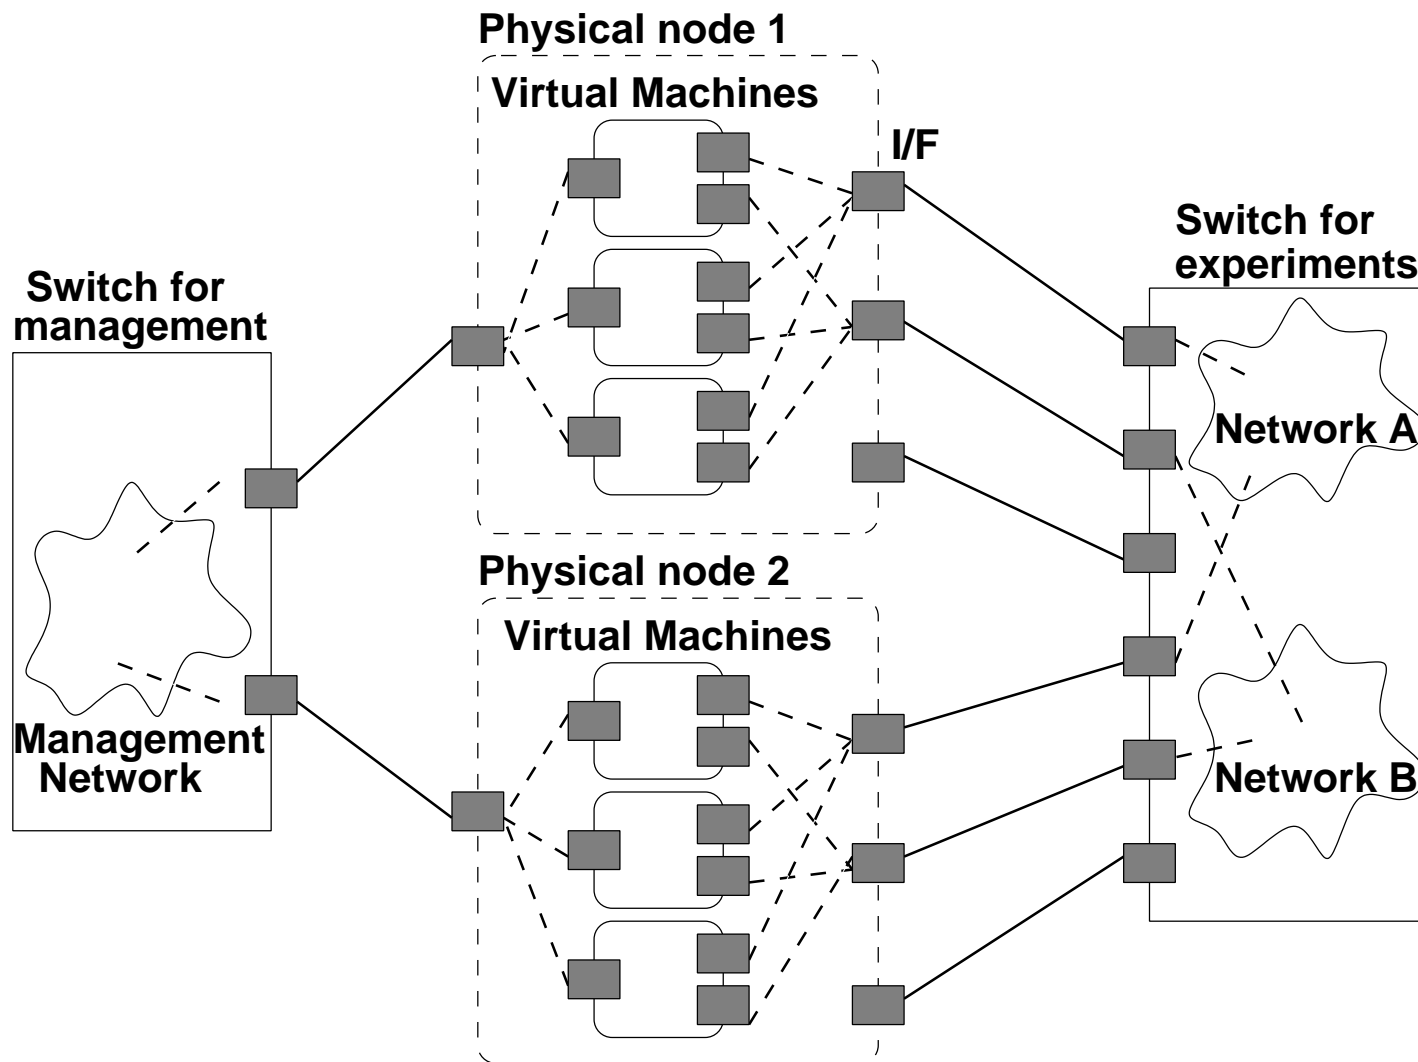 Physical node 1
Virtual Machines
I/F
Switch for
experiments
Switch for
management
Network A
Physical node 2
Virtual Machines
Management
Network
Network B